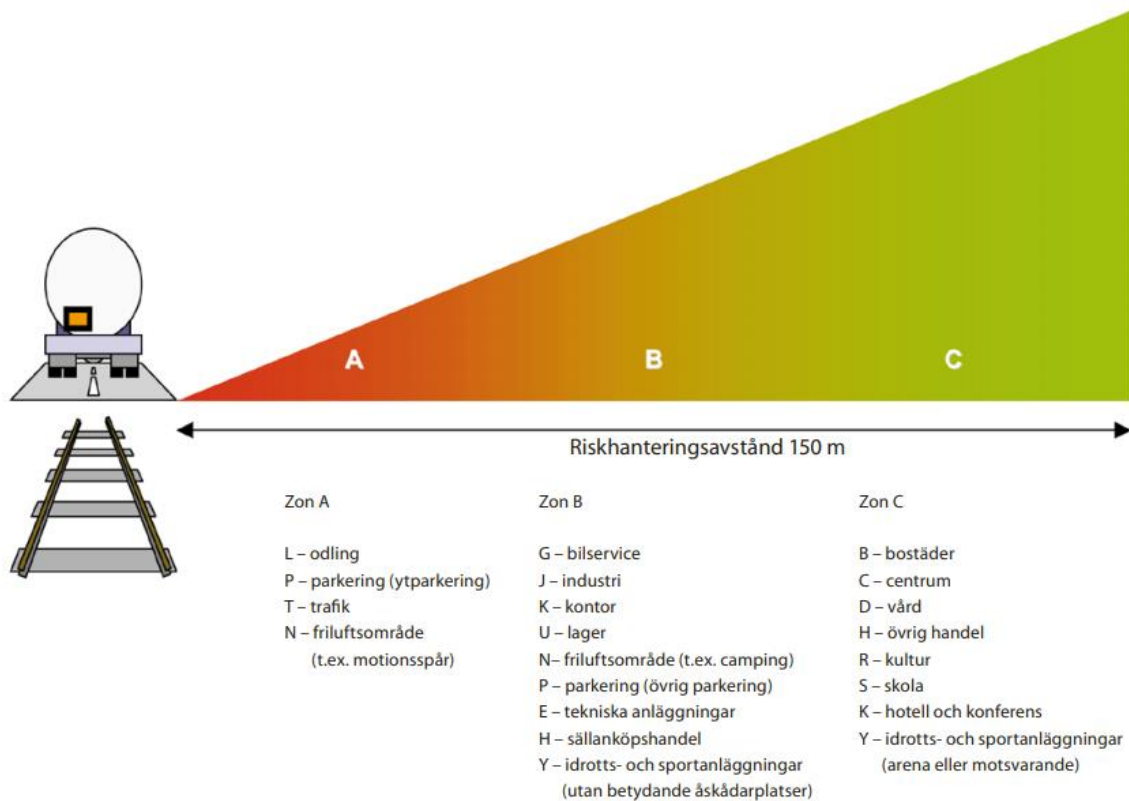 A
B
C
Riskhanteringsavstånd 150 m
Zon A
L – odling
P – parkering (ytparkering)
T – trafik
N – friluftsområde
(t.ex. motionsspår)
Zon B
G – bilservice
J – industri
K – kontor
U – lager
N– friluftsområde (t.ex. camping)
P – parkering (övrig parkering)
E – tekniska anläggningar
H – sällanköpshandel
Y – idrotts- och sportanläggningar
(utan betydande åskådarplatser)
Zon C
B – bostäder
C – centrum
D – vård
H – övrig handel
R – kultur
S – skola
K – hotell och konferens
Y – idrotts- och sportanläggningar
(arena eller motsvarande)